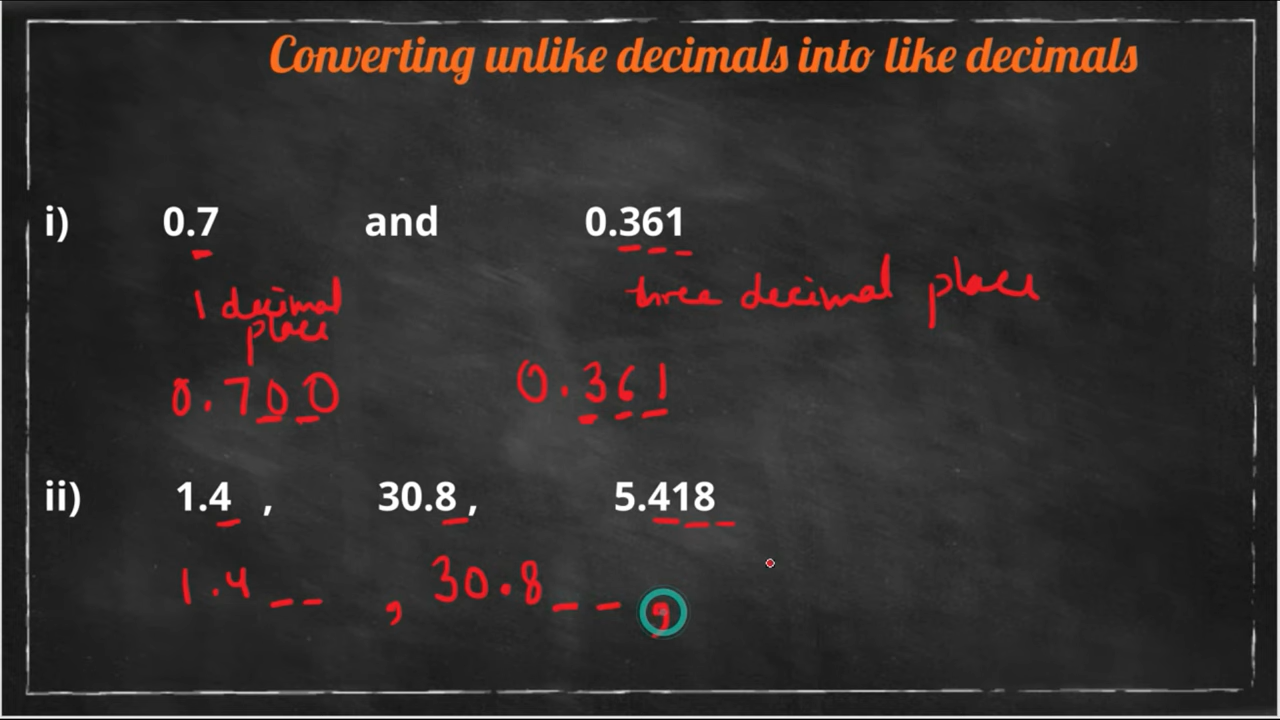 Converting unlike decimals into like decimals
i) 0.7 and 0.361
1 decimal place three decimal place
0.700 0.361
ii) 1.4 , 30.8 , 5.418
1.4 _ _ , 30.8 _ _ ,